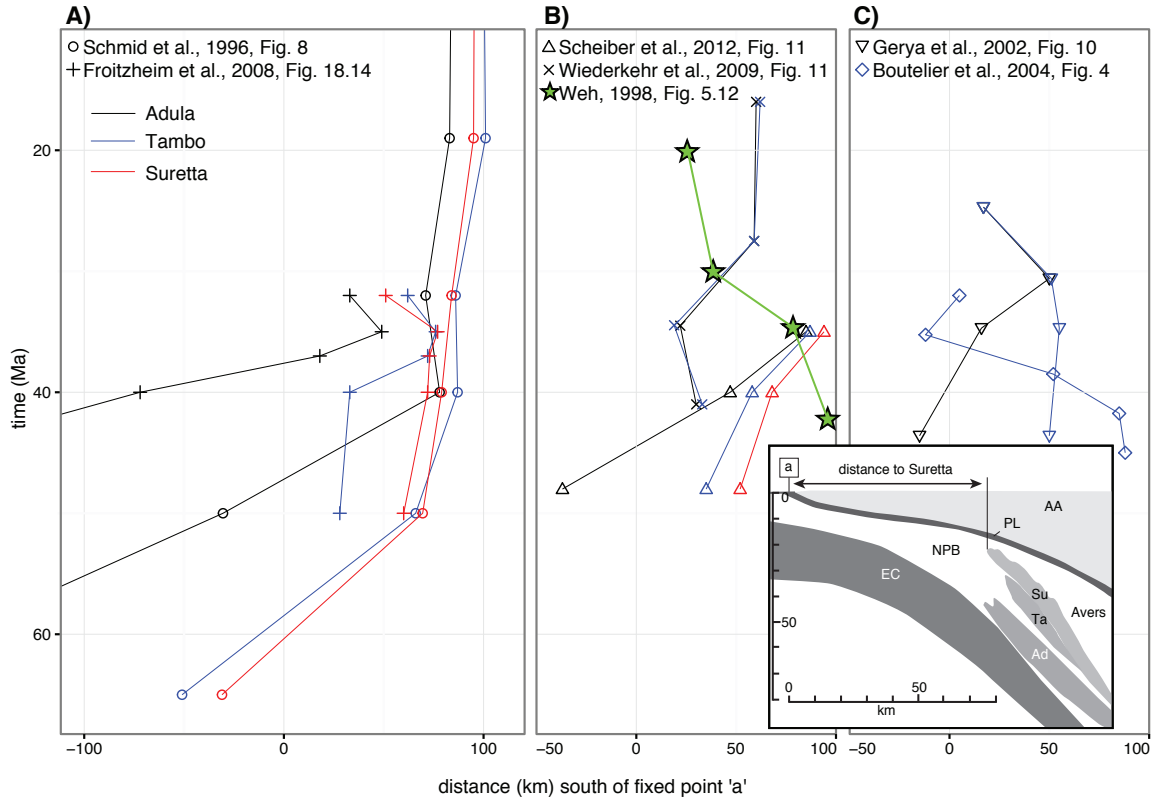 A)
Schmid et al., 1996, Fig. 8
Froitzheim et al., 2008, Fig. 18.14
Adula
Tambo
Suretta
B)
Scheiber et al., 2012, Fig. 11
Wiederkehr et al., 2009, Fig. 11
Weh, 1998, Fig. 5.12
C)
Gerya et al., 2002, Fig. 10
Boutelier et al., 2004, Fig. 4
20
40
60
time (Ma)
−100 0 100
−50 0 50 100
−50 0 50 100
distance (km) south of fixed point 'a'
a
distance to Suretta
0
AA
PL
NPB
EC
Su
Avers
Ta
50
Ad
0 50
km